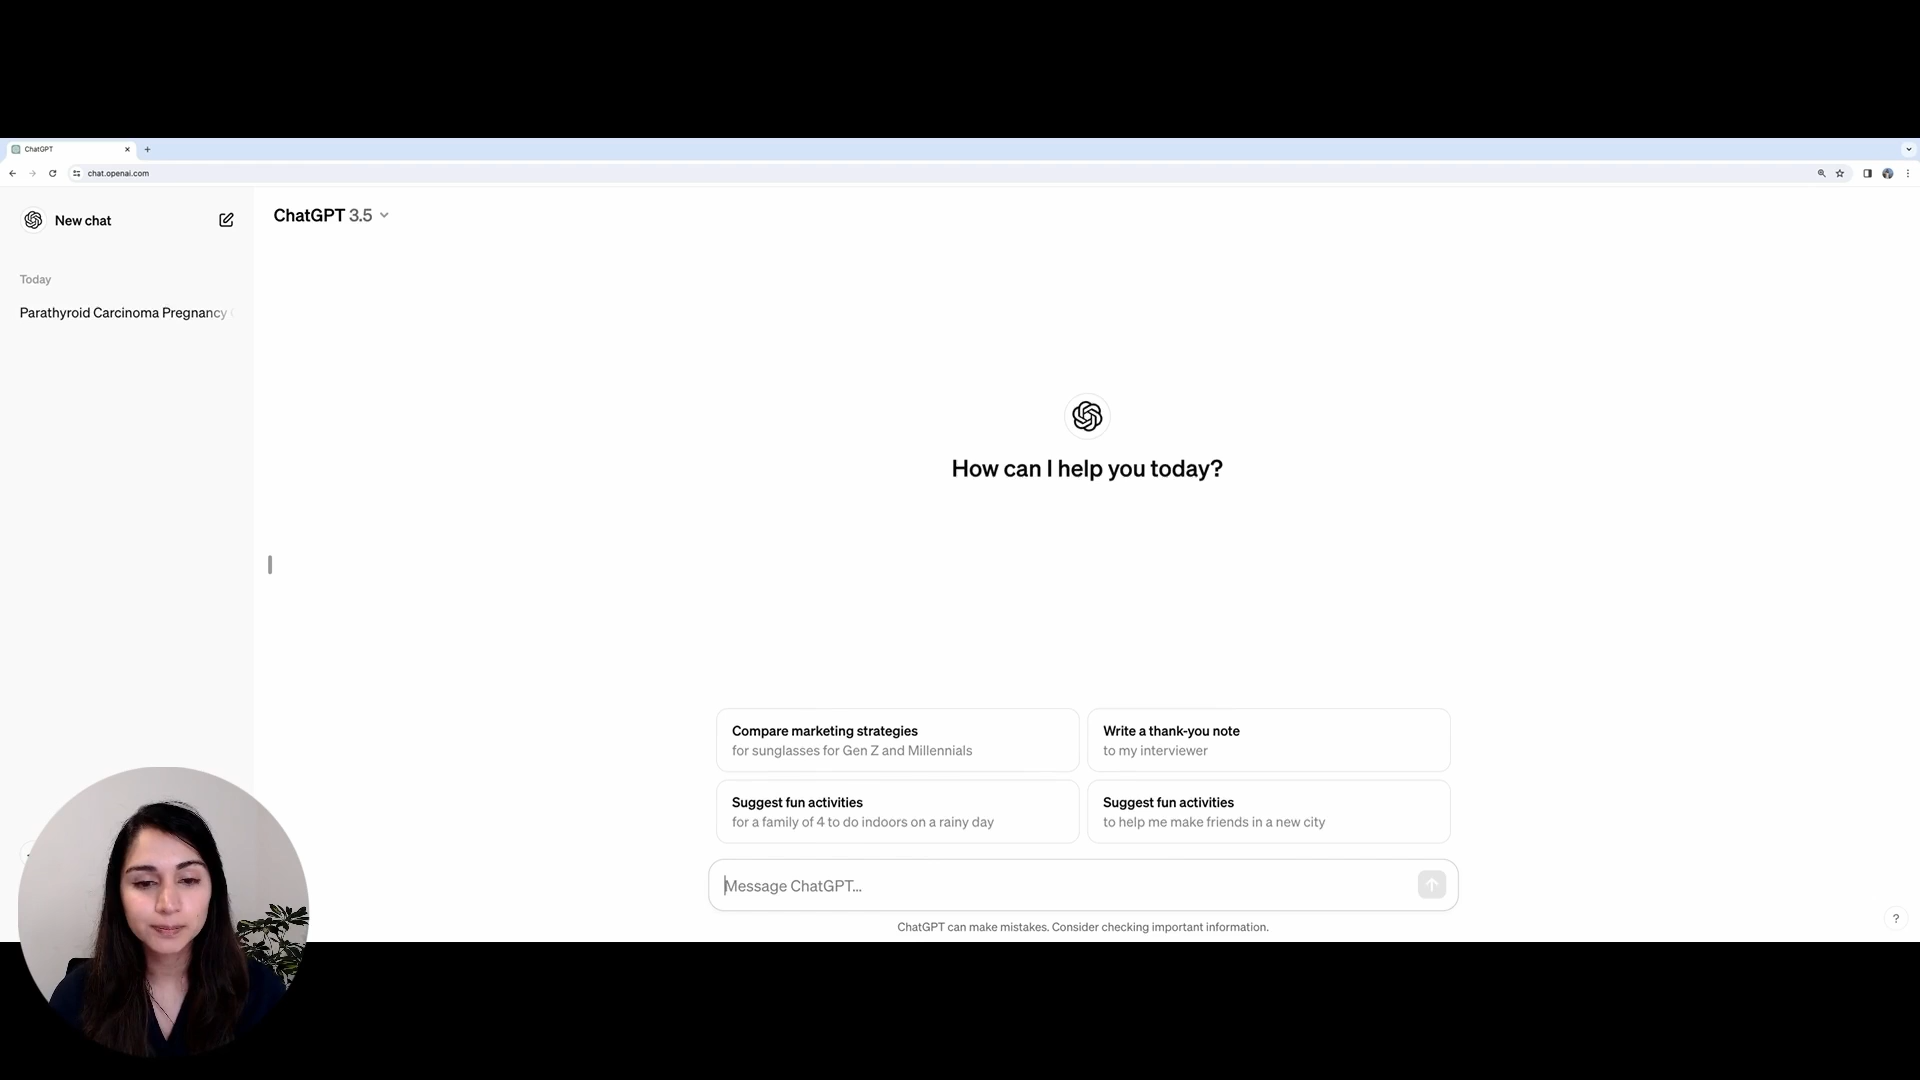 ChatGPT
chat.openai.com
New chat
ChatGPT 3.5
Today
Parathyroid Carcinoma Pregnancy
How can I help you today?
Compare marketing strategies
for sunglasses for Gen Z and Millennials
Write a thank-you note
to my interviewer
Suggest fun activities
for a family of 4 to do indoors on a rainy day
Suggest fun activities
to help me make friends in a new city
Message ChatGPT...
ChatGPT can make mistakes. Consider checking important information.
?